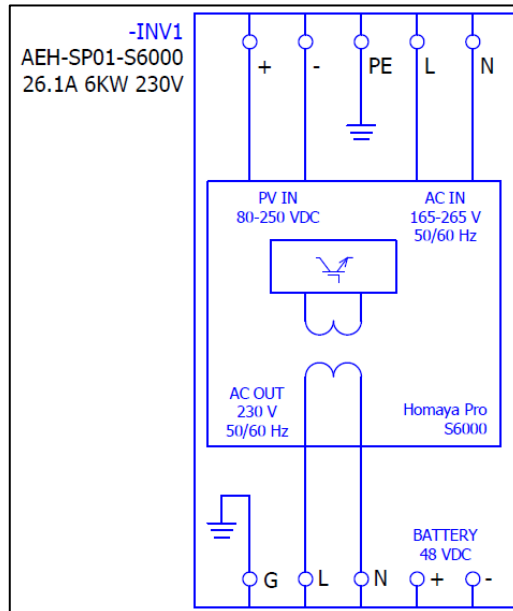 -INV1
AEH-SP01-S6000
26.1A 6KW 230V
+ - PE L N
PV IN
80-250 VDC
AC IN
165-265 V
50/60 Hz
AC OUT
230 V
50/60 Hz
Homaya Pro
S6000
BATTERY
48 VDC
G L N + -